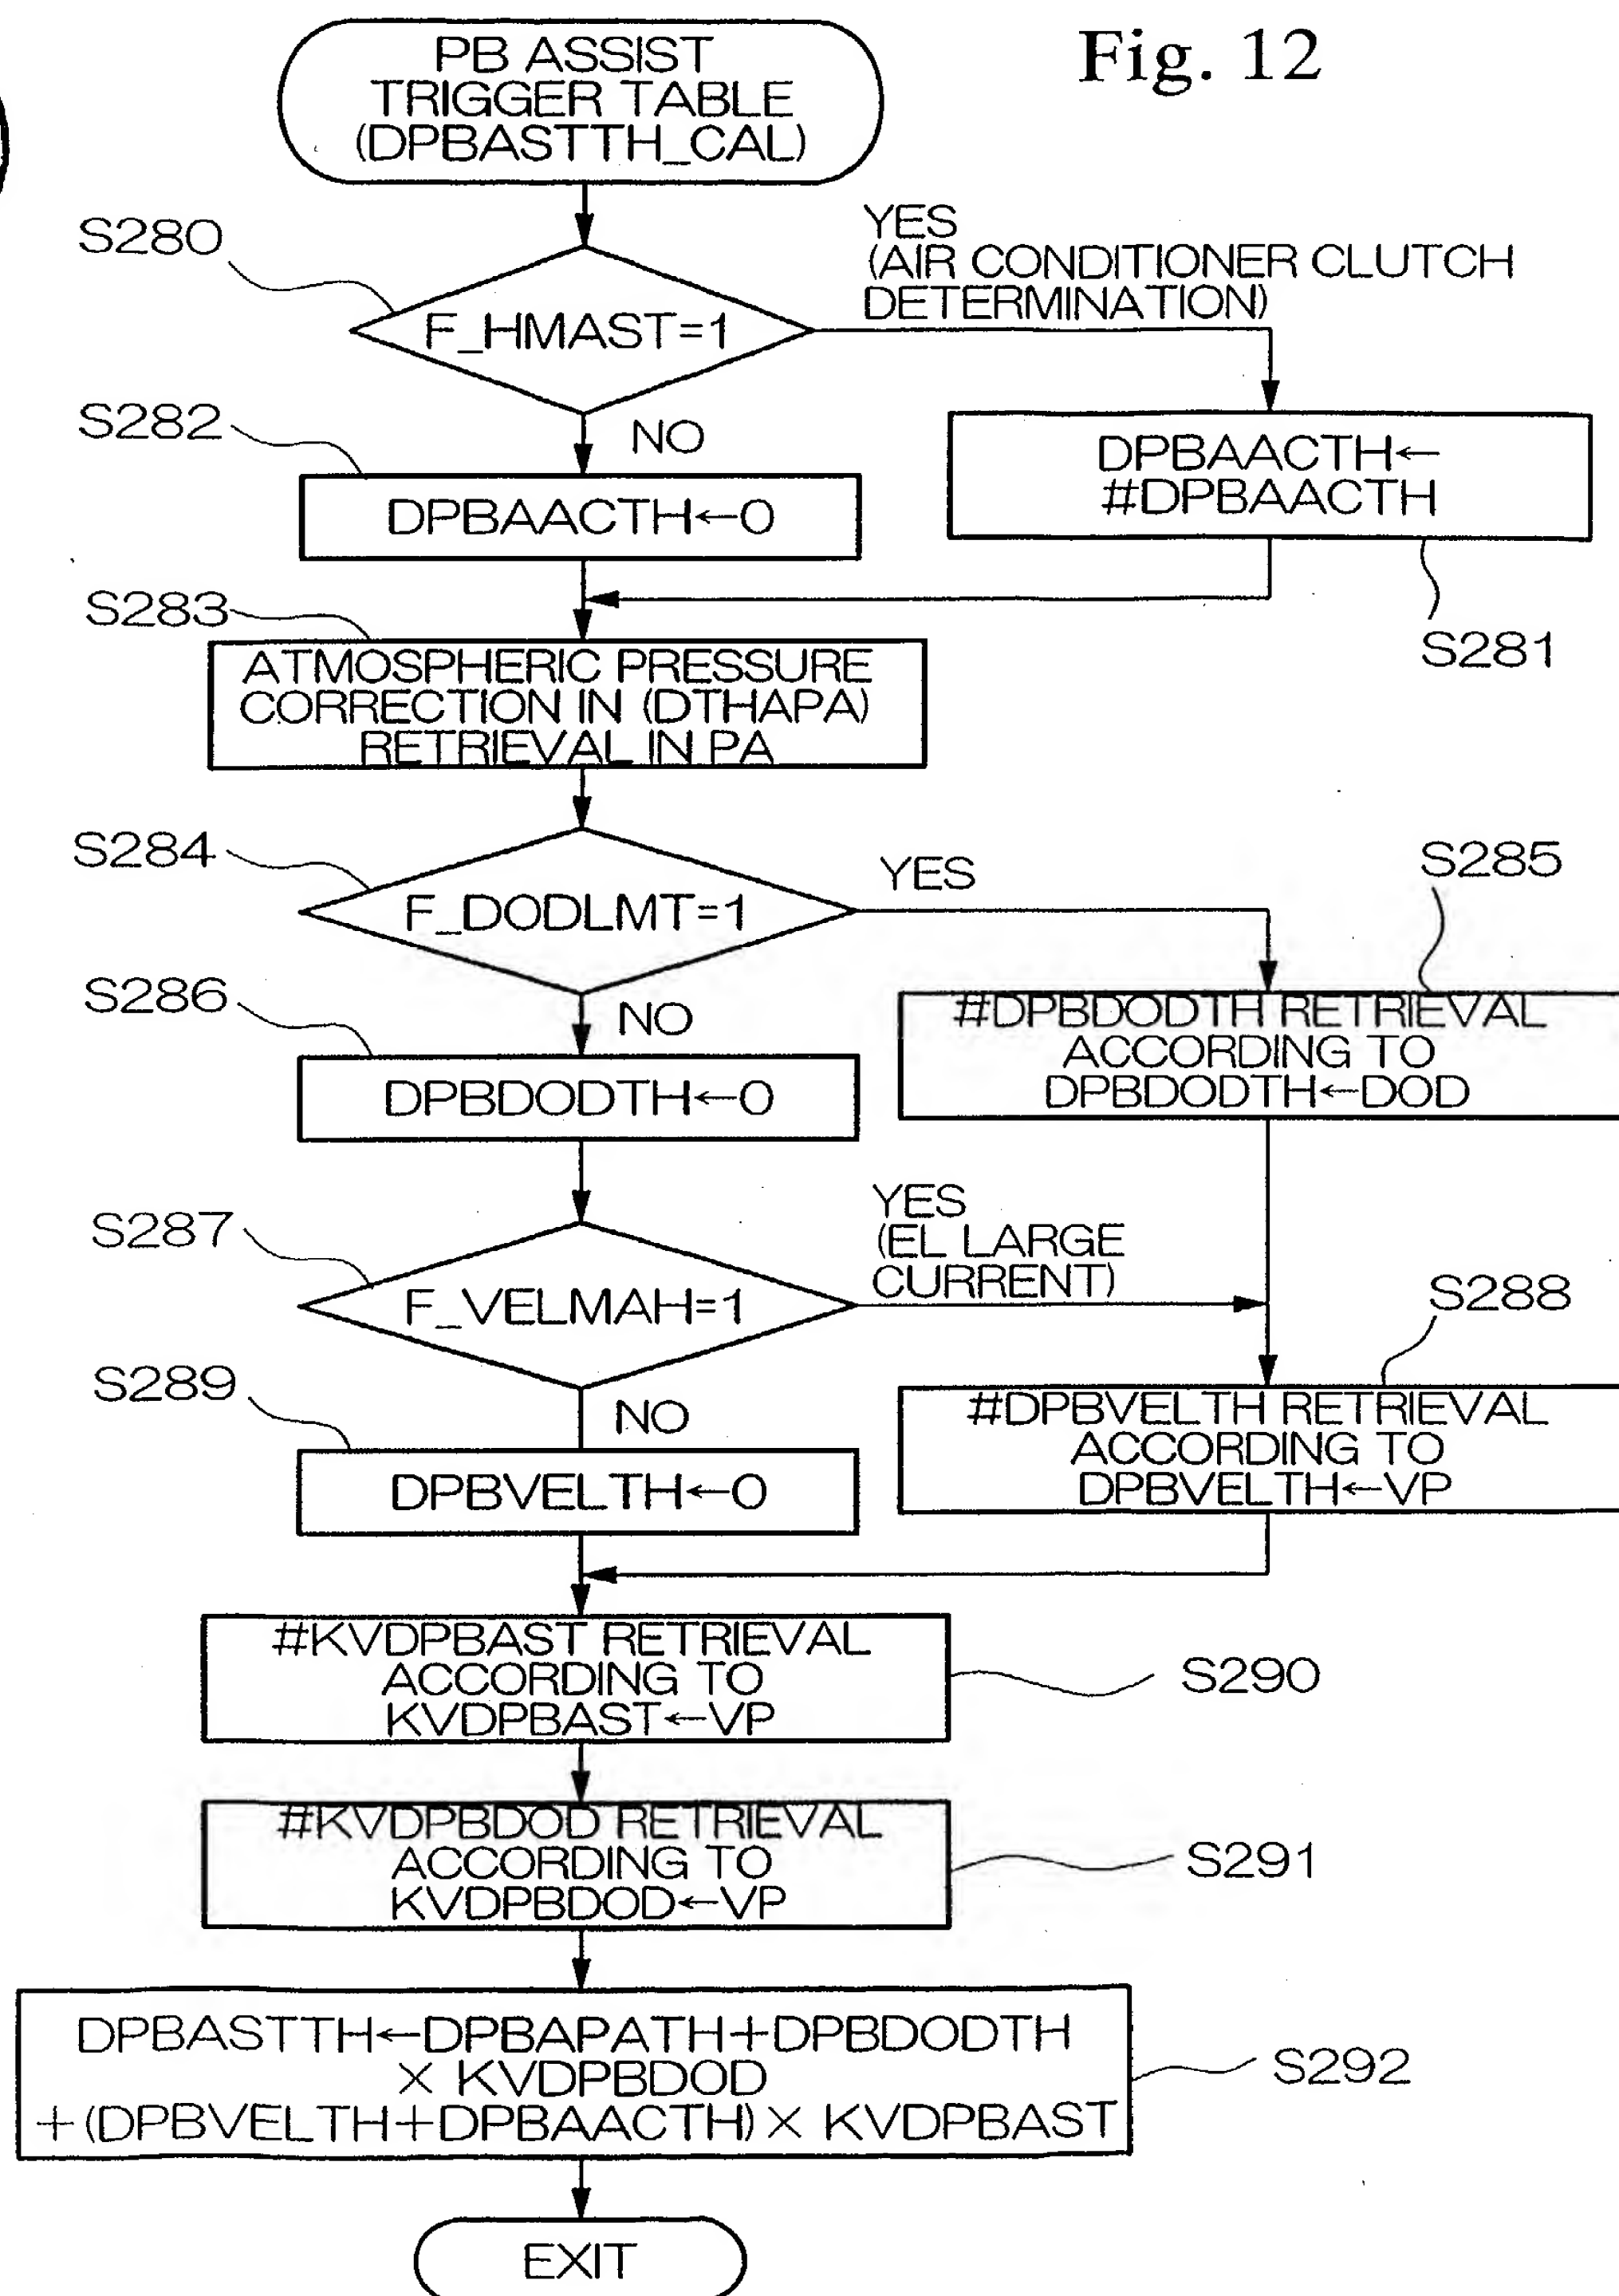 Fig. 12
PB ASSIST
TRIGGER TABLE
(DPBASTTH_CAL)
S280
F_HMAST=1
YES
(AIR CONDITIONER CLUTCH
DETERMINATION)
S282
NO
DPBAACTH←0
DPBAACTH←
#DPBAACTH
S281
S283
ATMOSPHERIC PRESSURE
CORRECTION IN (DTHAPA)
RETRIEVAL IN PA
S284
F_DODLMT=1
YES
S285
S286
NO
DPBDODTH←0
#DPBDODTH RETRIEVAL
ACCORDING TO
DPBDODTH←DOD
S287
F_VELMAH=1
YES
(EL LARGE
CURRENT)
S288
S289
NO
DPBVELTH←0
#DPBVELTH RETRIEVAL
ACCORDING TO
DPBVELTH←VP
#KVDPBAST RETRIEVAL
ACCORDING TO
KVDPBAST←VP
S290
#KVDPBDOD RETRIEVAL
ACCORDING TO
KVDPBDOD←VP
S291
DPBASTTH←DPBAPATH+DPBDODTH
× KVDPBDOD
+(DPBVELTH+DPBAACTH)× KVDPBAST
S292
EXIT